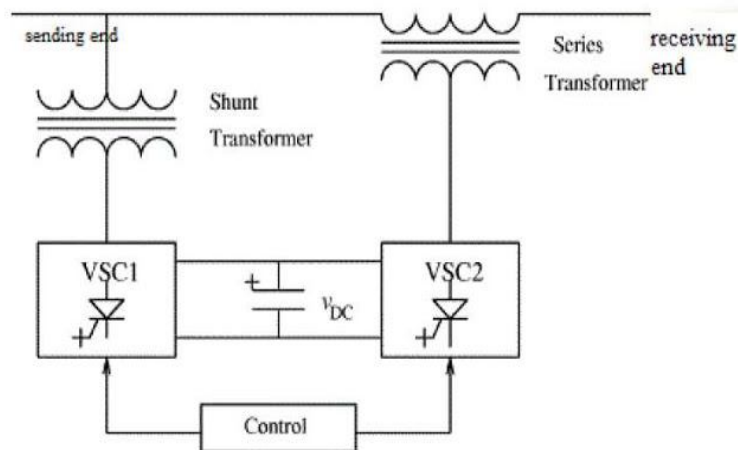 sending end
Series
Transformer
receiving
end
Shunt
Transformer
VSC1
VSC2
+
vDC
Control